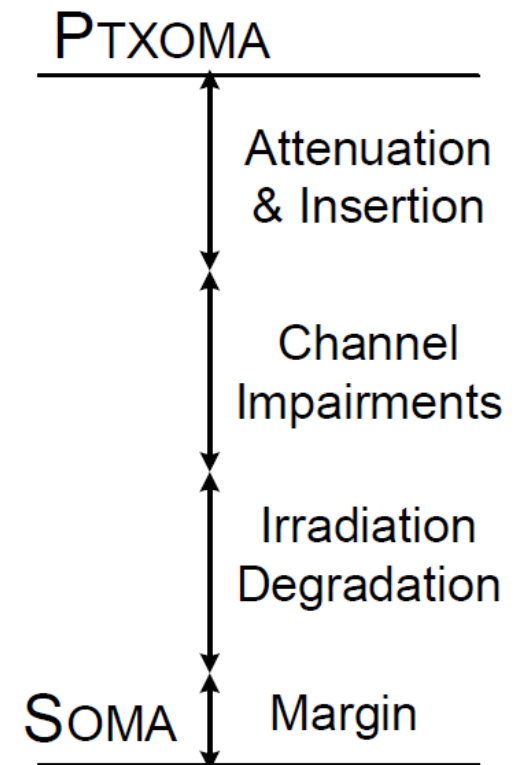 PTXOMA
Attenuation
& Insertion
Channel
Impairments
Irradiation
Degradation
SOMA
Margin